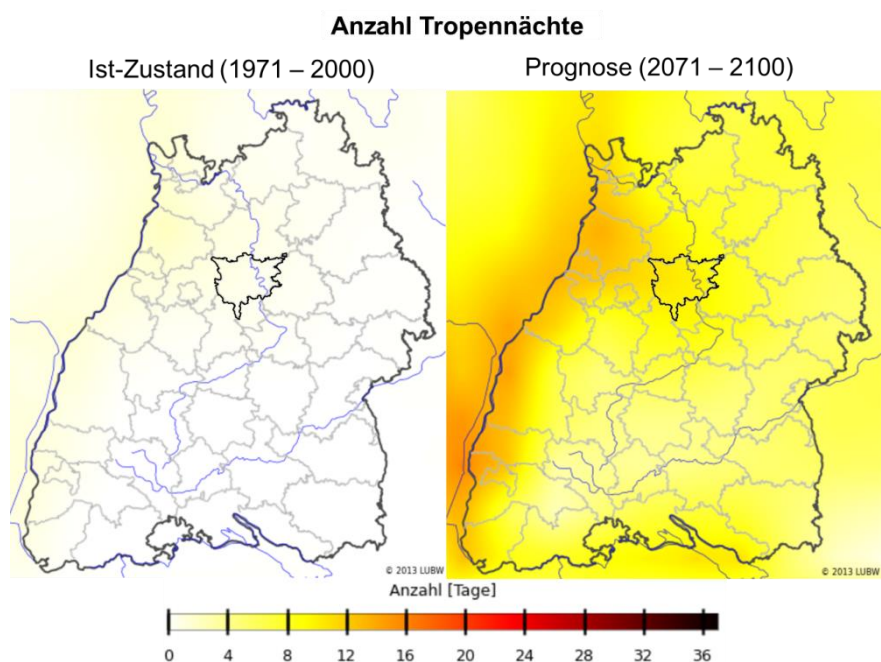 Anzahl Tropennächte
Ist-Zustand (1971 – 2000)
Prognose (2071 – 2100)
© 2013 LUBW
© 2013 LUBW
Anzahl [Tage]
0 4 8 12 16 20 24 28 32 36